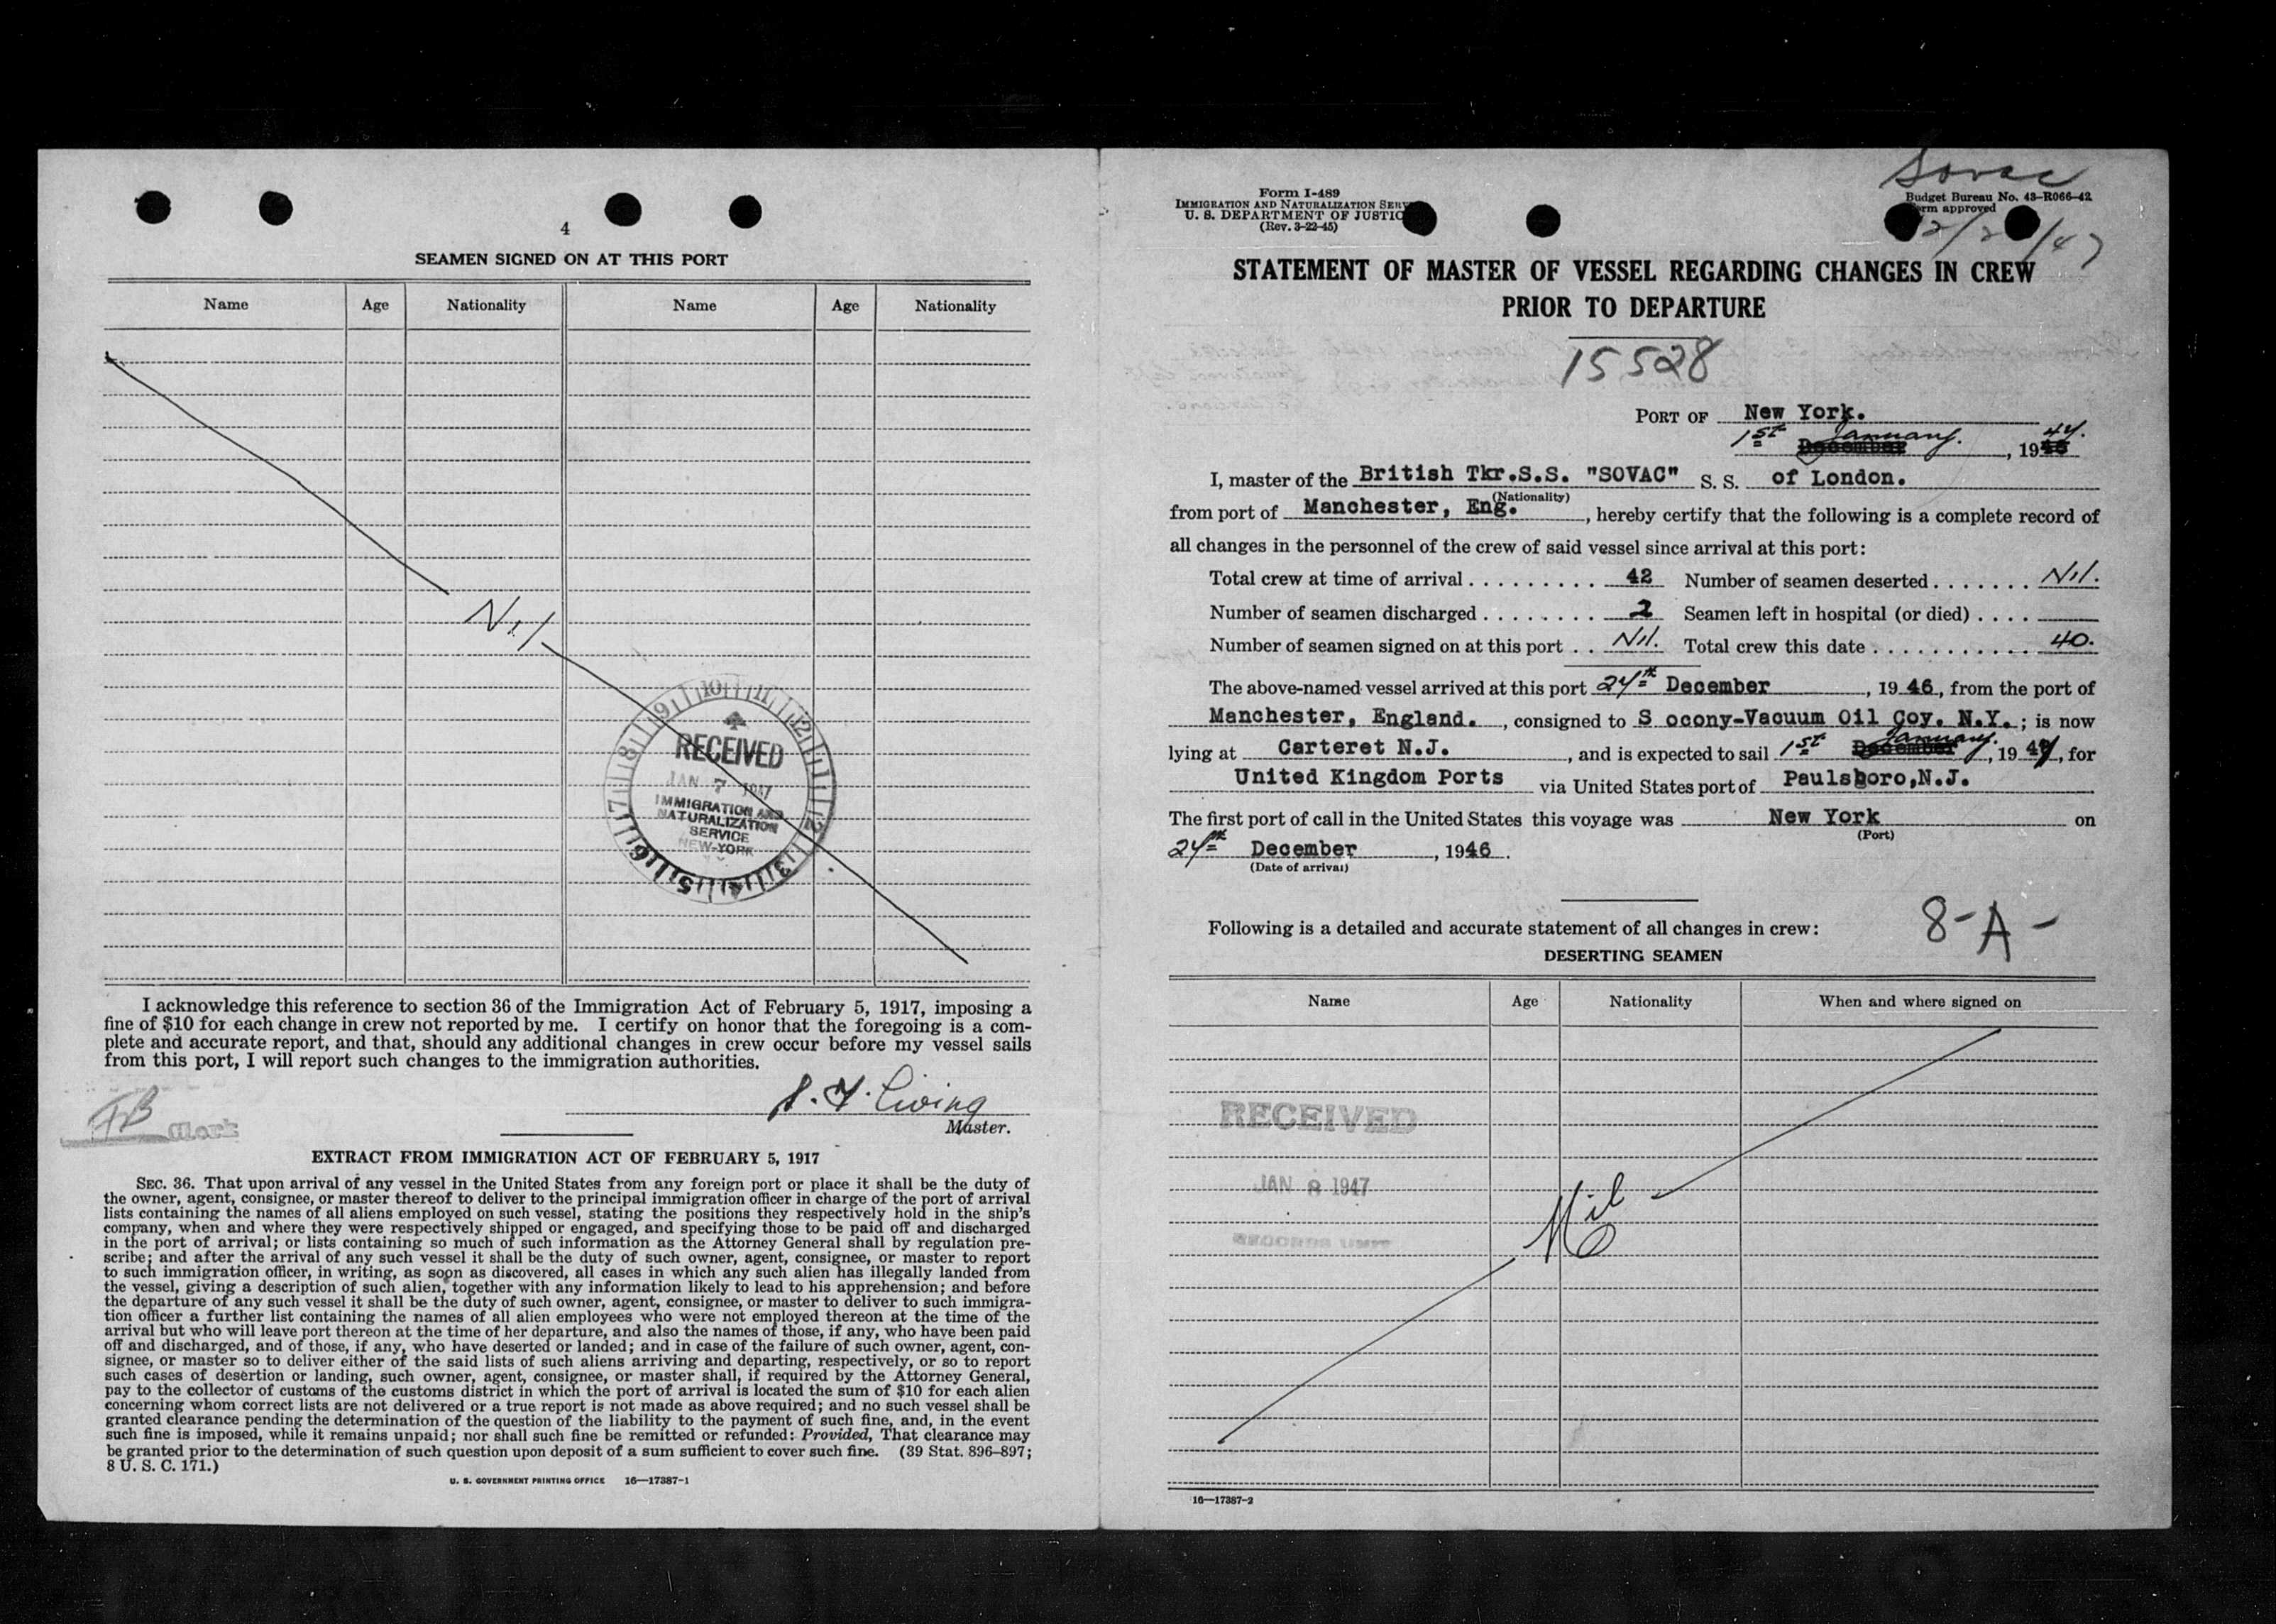 4
SEAMEN SIGNED ON AT THIS PORT
Name Age Nationality Name Age Nationality
Nil
RECEIVED
JAN 7 1947
IMMIGRATION AND
NATURALIZATION
SERVICE
NEW-YORK
I acknowledge this reference to section 36 of the Immigration Act of February 5, 1917, imposing a
fine of $10 for each change in crew not reported by me. I certify on honor that the foregoing is a com-
plete and accurate report, and that, should any additional changes in crew occur before my vessel sails
from this port, I will report such changes to the immigration authorities.
Master.
Clerk
EXTRACT FROM IMMIGRATION ACT OF FEBRUARY 5, 1917
SEC. 36. That upon arrival of any vessel in the United States from any foreign port or place it shall be the duty of
the owner, agent, consignee, or master thereof to deliver to the principal immigration officer in charge of the port of arrival
lists containing the names of all aliens employed on such vessel, stating the positions they respectively hold in the ship's
company, when and where they were respectively shipped or engaged, and specifying those to be paid off and discharged
in the port of arrival; or lists containing so much of such information as the Attorney General shall by regulation pre-
scribe; and after the arrival of any such vessel it shall be the duty of such owner, agent, consignee, or master to report
to such immigration officer, in writing, as soon as discovered, all cases in which any such alien has illegally landed from
the vessel, giving a description of such alien, together with any information likely to lead to his apprehension; and before
the departure of any such vessel it shall be the duty of such owner, agent, consignee, or master to deliver to such immigra-
tion officer a further list containing the names of all alien employees who were not employed thereon at the time of the
arrival but who will leave port thereon at the time of her departure, and also the names of those, if any, who have been paid
off and discharged, and of those, if any, who have deserted or landed; and in case of the failure of such owner, agent, con-
signee, or master so to deliver either of the said lists of such aliens arriving and departing, respectively, or so to report
such cases of desertion or landing, such owner, agent, consignee, or master shall, if required by the Attorney General,
pay to the collector of customs of the customs district in which the port of arrival is located the sum of $10 for each alien
concerning whom correct lists are not delivered or a true report is not made as above required; and no such vessel shall be
granted clearance pending the determination of the question of the liability to the payment of such fine, and, in the event
such fine is imposed, while it remains unpaid; nor shall such fine be remitted or refunded: Provided, That clearance may
be granted prior to the determination of such question upon deposit of a sum sufficient to cover such fine. (39 Stat. 896–897;
8 U. S. C. 171.)
U. S. GOVERNMENT PRINTING OFFICE 16—17387-1
Sovac
Form I-489
IMMIGRATION AND NATURALIZATION SERV
U. S. DEPARTMENT OF JUSTIC
(Rev. 3-22-45)
Budget Bureau No. 43-R066-42
rm approved
STATEMENT OF MASTER OF VESSEL REGARDING CHANGES IN CREW
PRIOR TO DEPARTURE
15528
PORT OF New York.
1st December January, 1946 47.
I, master of the British Tkr.S.S. "SOVAC" S. S. of London.
(Nationality)
from port of Manchester, Eng., hereby certify that the following is a complete record of
all changes in the personnel of the crew of said vessel since arrival at this port:
Total crew at time of arrival . . . . . . . . . 42 Number of seamen deserted . . . . . . . Nil.
Number of seamen discharged . . . . . . . . 2 Seamen left in hospital (or died) . . . .
Number of seamen signed on at this port . . Nil. Total crew this date . . . . . . . . . . . 40.
The above-named vessel arrived at this port 24th December, 1946, from the port of
Manchester, England., consigned to S ocony-Vacuum Oil Coy. N.Y.; is now
lying at Carteret N.J., and is expected to sail 1st December January, 1947, for
United Kingdom Ports via United States port of Paulsboro,N.J.
The first port of call in the United States this voyage was New York on
(Port)
24th December, 1946.
(Date of arrival)
8-A-
Following is a detailed and accurate statement of all changes in crew:
DESERTING SEAMEN
Name Age Nationality When and where signed on
RECEIVED
JAN 8 1947
RECORDS UNIT
Nil
16—17387-2